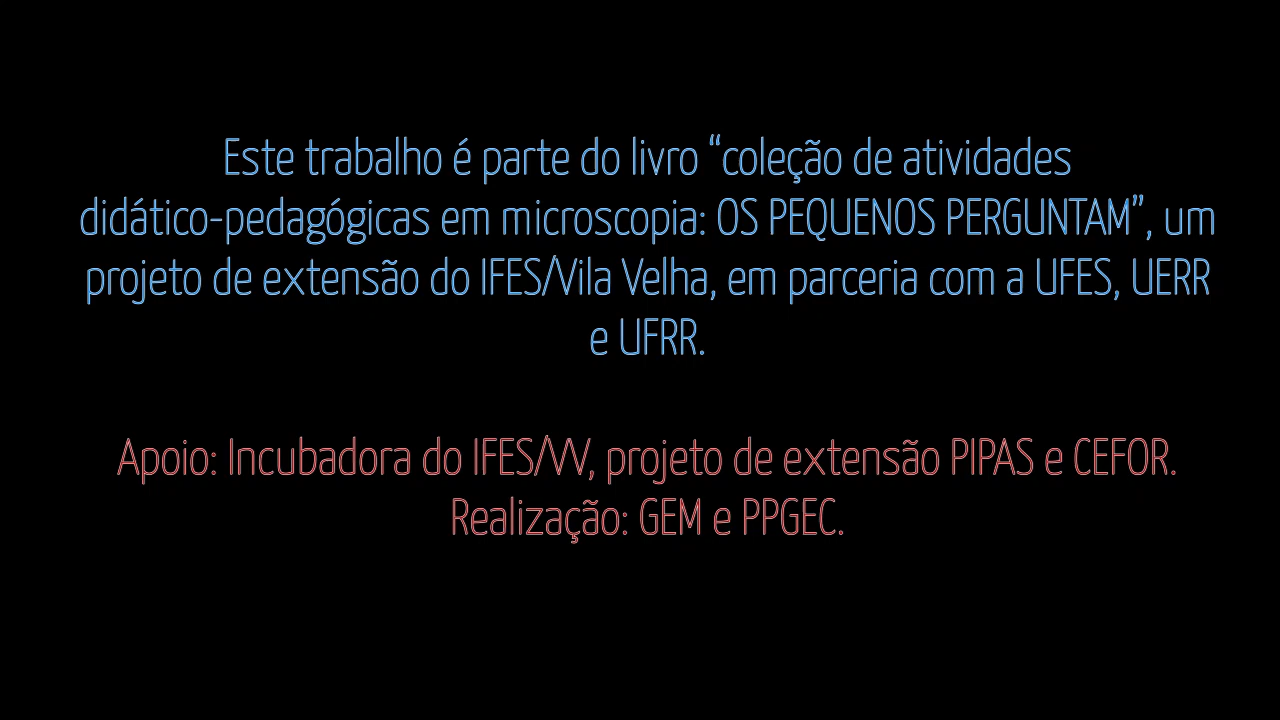 Este trabalho é parte do livro “coleção de atividades
didático-pedagógicas em microscopia: OS PEQUENOS PERGUNTAM”, um
projeto de extensão do IFES/Vila Velha, em parceria com a UFES, UERR
e UFRR.
Apoio: Incubadora do IFES/VV, projeto de extensão PIPAS e CEFOR.
Realização: GEM e PPGEC.